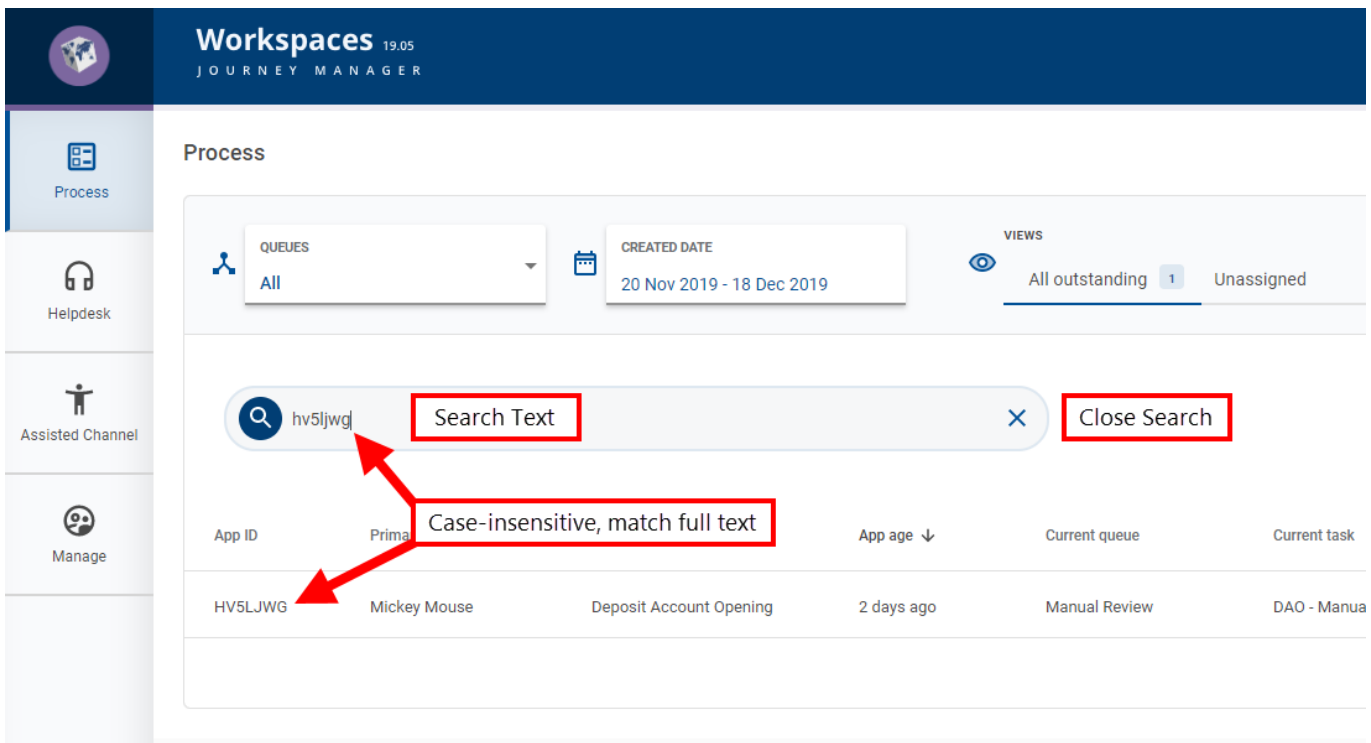 Workspaces 19.05
JOURNEY MANAGER
Process
Process
Helpdesk
Assisted Channel
Manage
QUEUES
All
CREATED DATE
20 Nov 2019 - 18 Dec 2019
VIEWS
All outstanding 1 Unassigned
hv5ljwg Search Text Close Search
Case-insensitive, match full text
App ID Prima App age Current queue Current task
HV5LJWG Mickey Mouse Deposit Account Opening 2 days ago Manual Review DAO - Manua